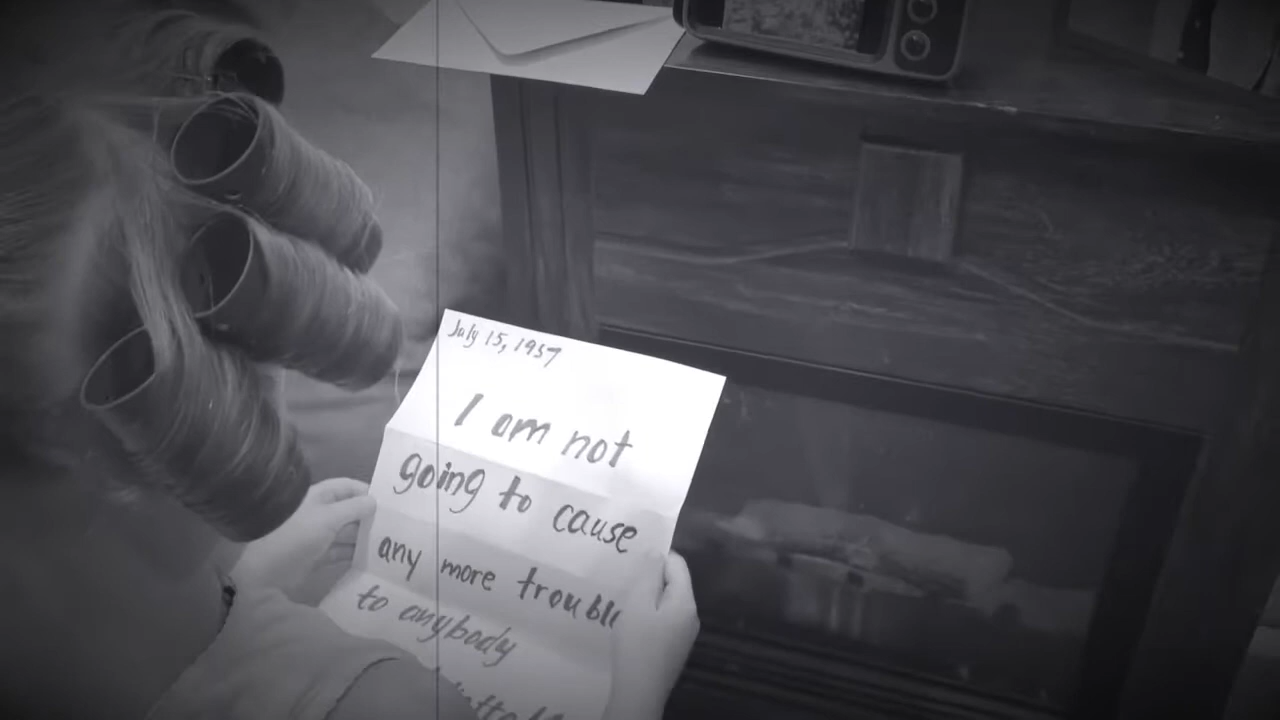 July 15, 1957
I am not
going to cause
any more trouble
to anybody